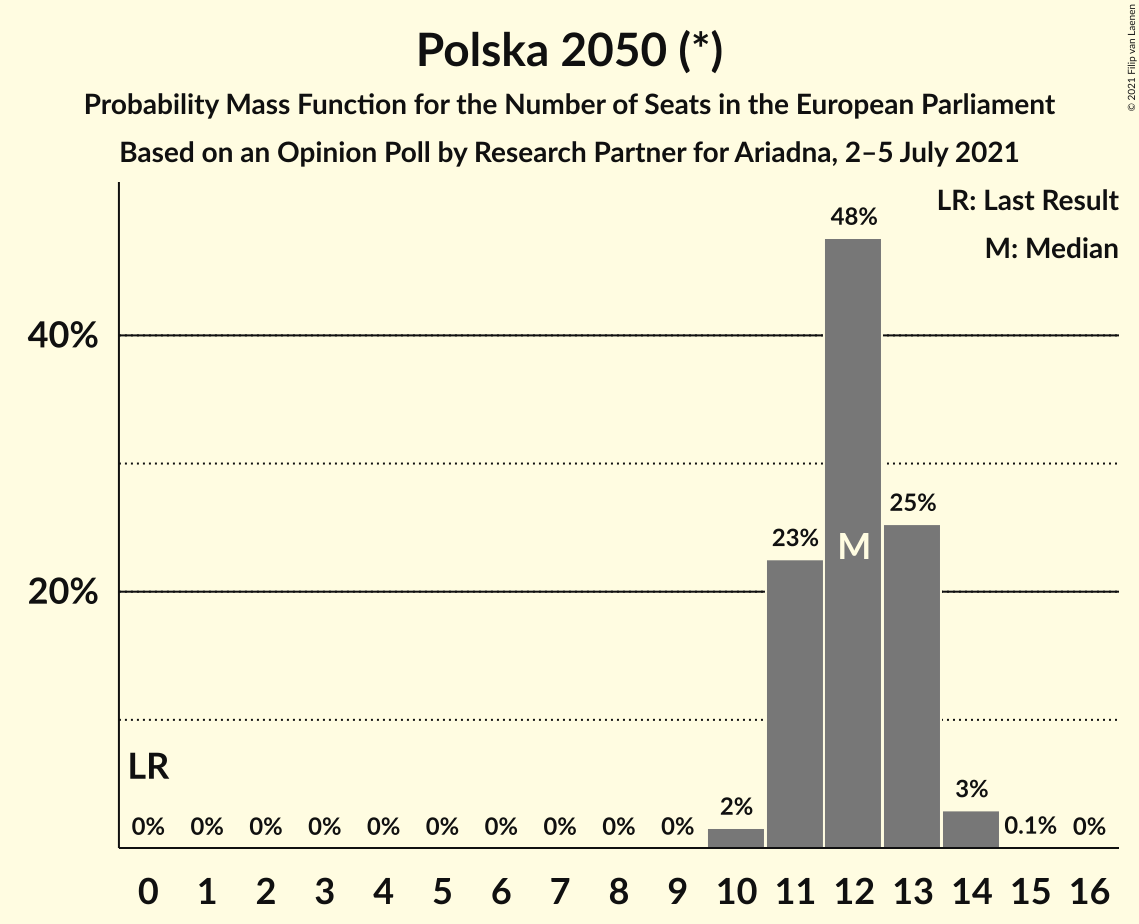 Polska 2050 (*)
Probability Mass Function for the Number of Seats in the European Parliament
Based on an Opinion Poll by Research Partner for Ariadna, 2–5 July 2021
© 2021 Filip van Laenen
LR: Last Result
M: Median
40%
20%
LR
0% 0% 0% 0% 0% 0% 0% 0% 0% 0% 2% 23% 48% 25% 3% 0.1% 0%
M
0 1 2 3 4 5 6 7 8 9 10 11 12 13 14 15 16